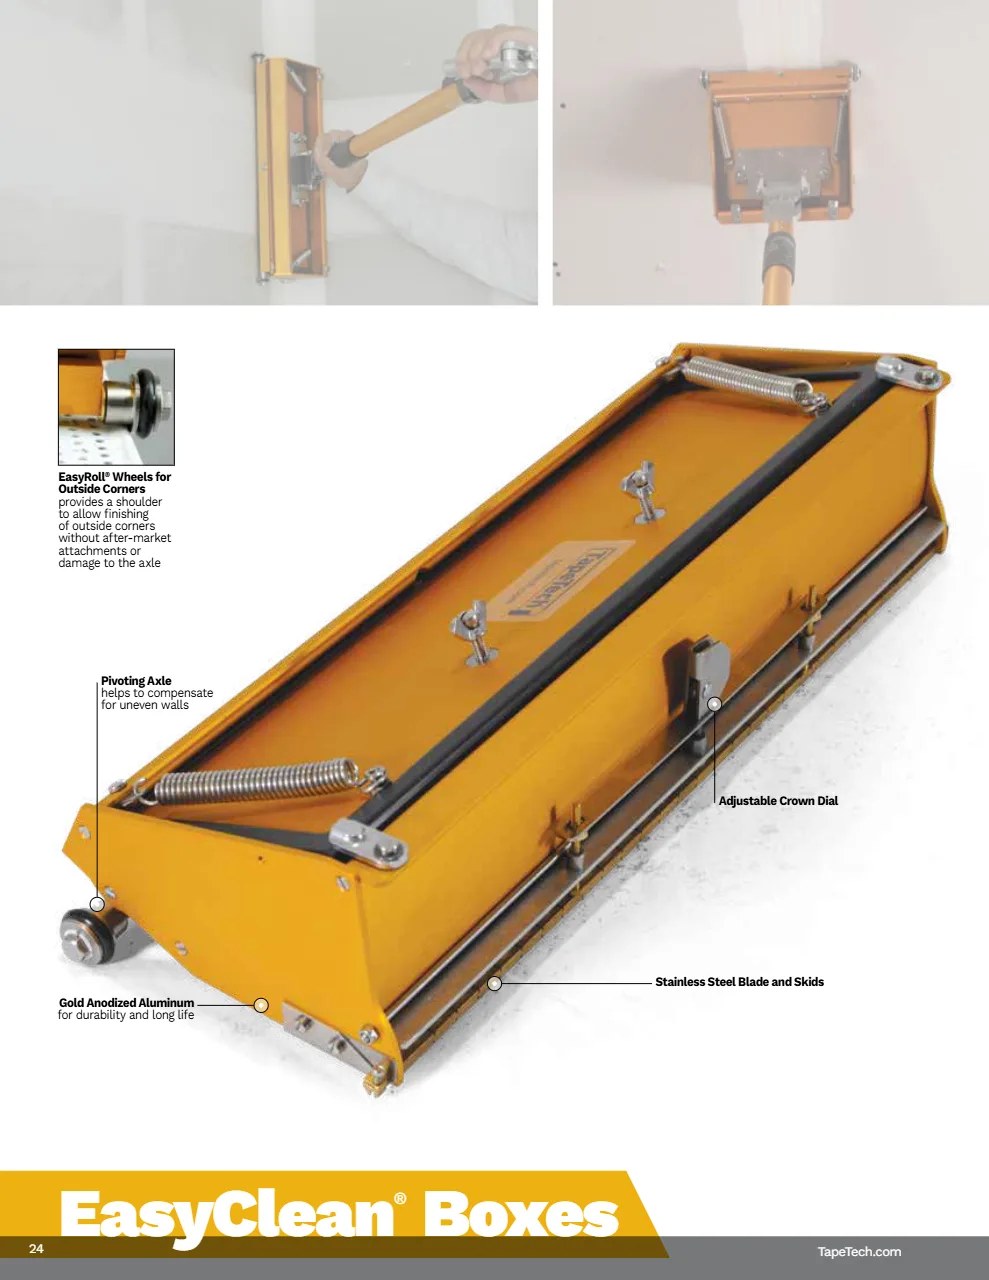 EasyRoll® Wheels for
Outside Corners
provides a shoulder
to allow finishing
of outside corners
without after-market
attachments or
damage to the axle
TapeTech
Pivoting Axle
helps to compensate
for uneven walls
Adjustable Crown Dial
Stainless Steel Blade and Skids
Gold Anodized Aluminum
for durability and long life
EasyClean® Boxes
24
TapeTech.com